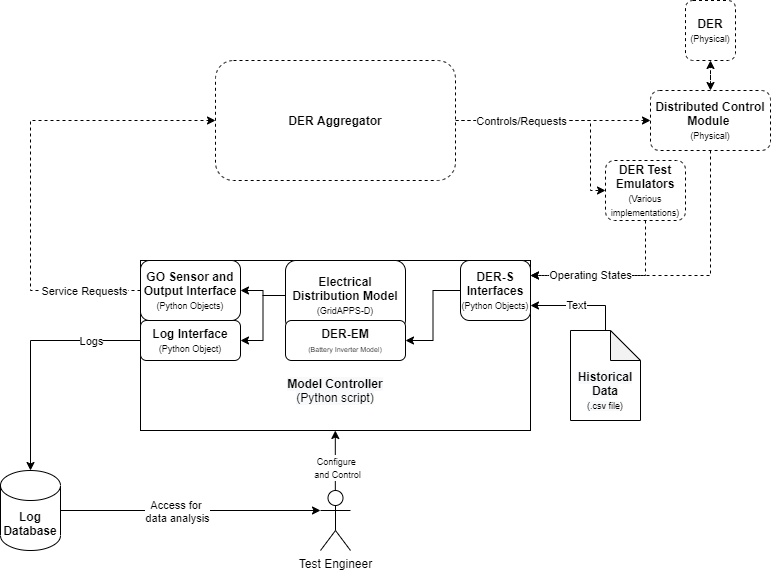 DER
(Physical)
DER Aggregator
Controls/Requests
Distributed Control
Module
(Physical)
DER Test
Emulators
(Various
implementations)
Service Requests
GO Sensor and
Output Interface
(Python Objects)
Electrical
Distribution Model
(GridAPPS-D)
DER-S
Interfaces
(Python Objects)
Operating States
Text
Logs
Log Interface
(Python Object)
DER-EM
(Battery Inverter Model)
Model Controller
(Python script)
Historical
Data
(.csv file)
Configure
and Control
Log
Database
Access for
data analysis
Test Engineer